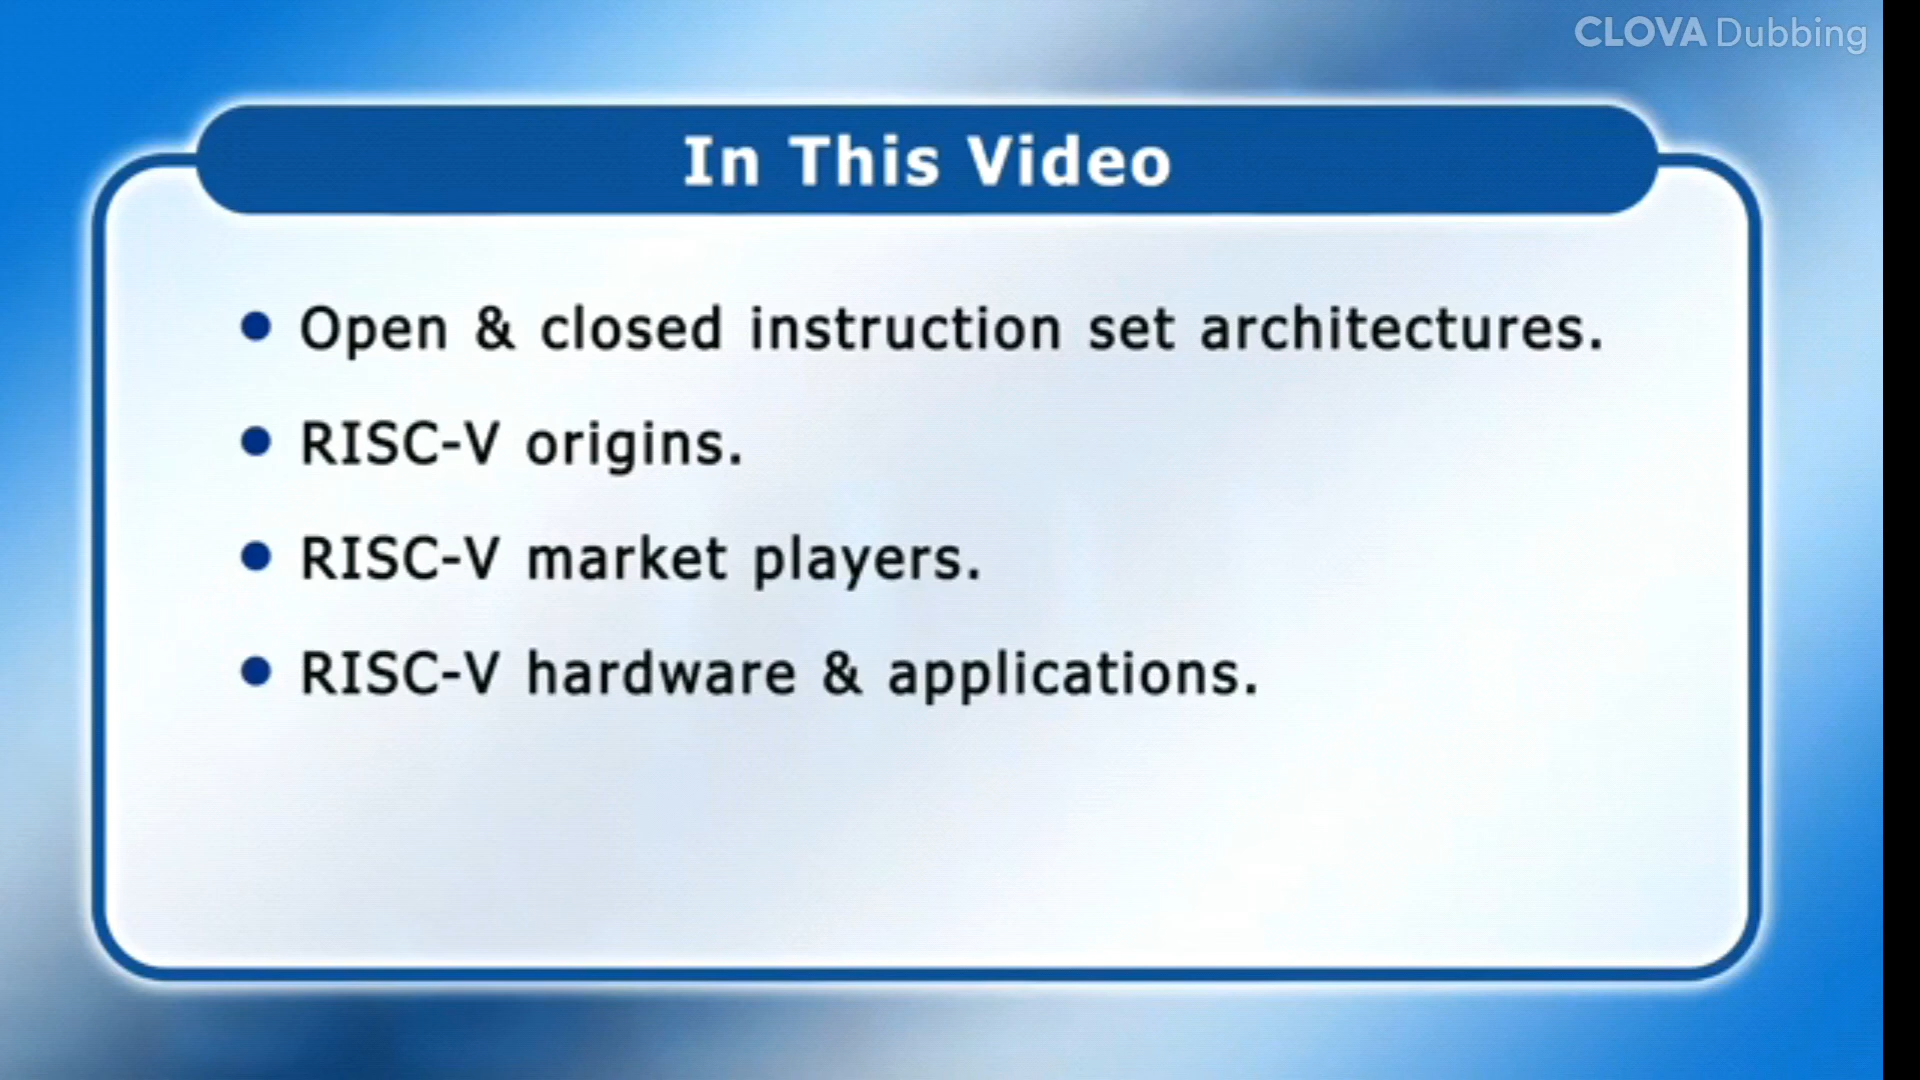 CLOVA Dubbing
In This Video
• Open & closed instruction set architectures.
• RISC-V origins.
• RISC-V market players.
• RISC-V hardware & applications.